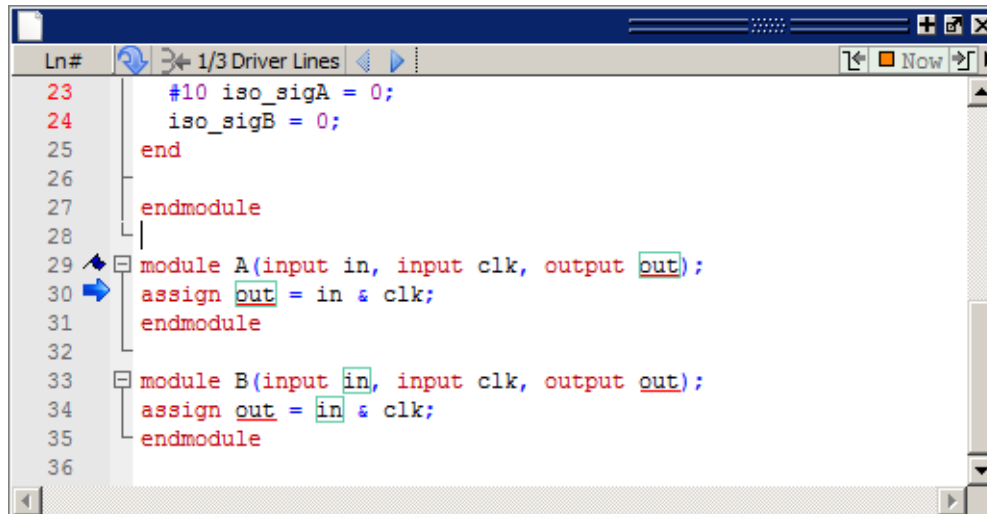 Ln#
1/3 Driver Lines
Now
23 #10 iso_sigA = 0;
24 iso_sigB = 0;
25 end
26
27 endmodule
28
29 module A(input in, input clk, output out);
30 assign out = in & clk;
31 endmodule
32
33 module B(input in, input clk, output out);
34 assign out = in & clk;
35 endmodule
36